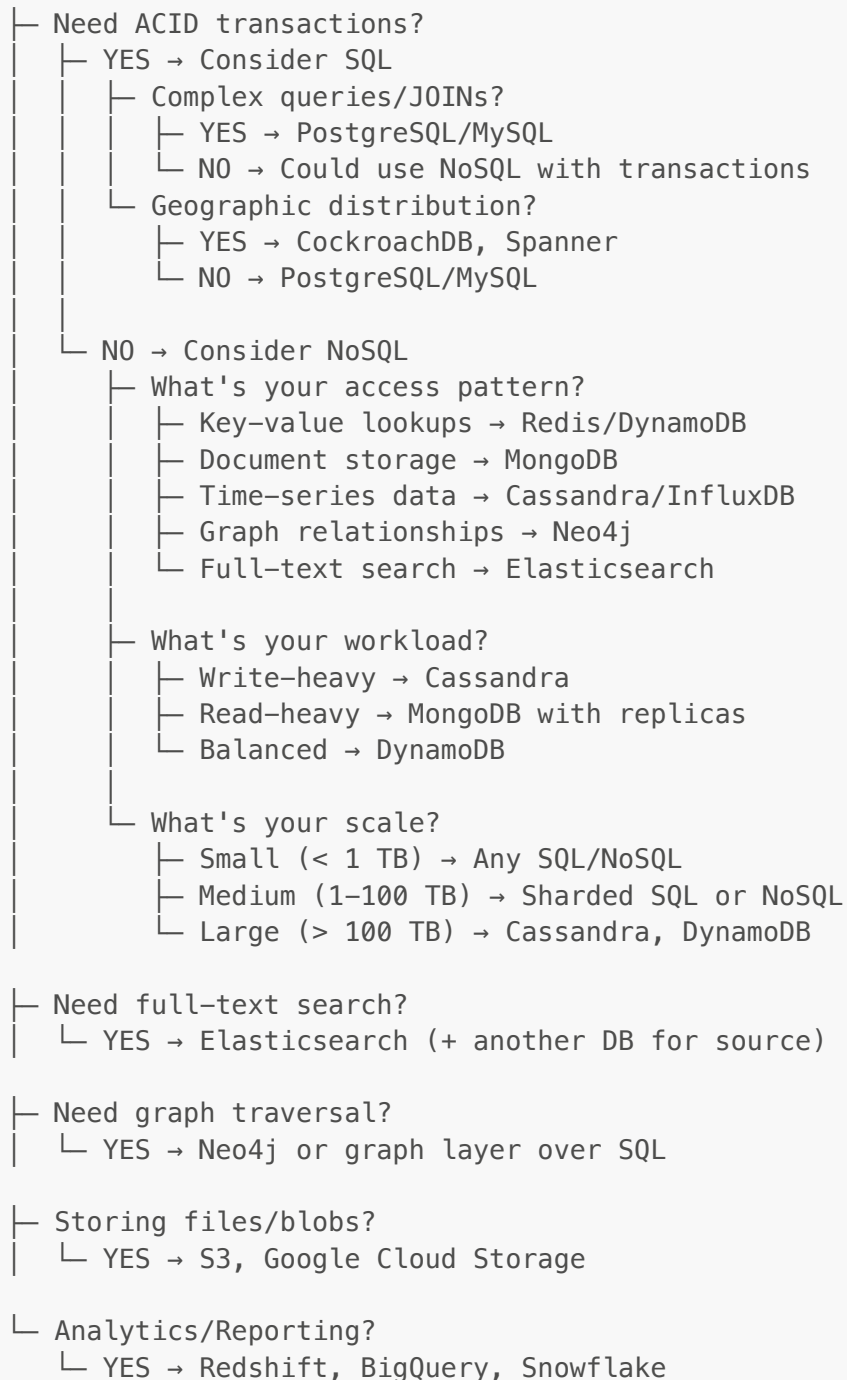 ├─ Need ACID transactions?
│  ├─ YES → Consider SQL
│  │  ├─ Complex queries/JOINs?
│  │  │  ├─ YES → PostgreSQL/MySQL
│  │  │  └─ NO → Could use NoSQL with transactions
│  │  └─ Geographic distribution?
│  │     ├─ YES → CockroachDB, Spanner
│  │     └─ NO → PostgreSQL/MySQL
│  │
│  └─ NO → Consider NoSQL
│     ├─ What's your access pattern?
│     │  ├─ Key-value lookups → Redis/DynamoDB
│     │  ├─ Document storage → MongoDB
│     │  ├─ Time-series data → Cassandra/InfluxDB
│     │  ├─ Graph relationships → Neo4j
│     │  └─ Full-text search → Elasticsearch
│     │
│     ├─ What's your workload?
│     │  ├─ Write-heavy → Cassandra
│     │  ├─ Read-heavy → MongoDB with replicas
│     │  └─ Balanced → DynamoDB
│     │
│     └─ What's your scale?
│        ├─ Small (< 1 TB) → Any SQL/NoSQL
│        ├─ Medium (1-100 TB) → Sharded SQL or NoSQL
│        └─ Large (> 100 TB) → Cassandra, DynamoDB

├─ Need full-text search?
│  └─ YES → Elasticsearch (+ another DB for source)

├─ Need graph traversal?
│  └─ YES → Neo4j or graph layer over SQL

├─ Storing files/blobs?
│  └─ YES → S3, Google Cloud Storage

└─ Analytics/Reporting?
   └─ YES → Redshift, BigQuery, Snowflake